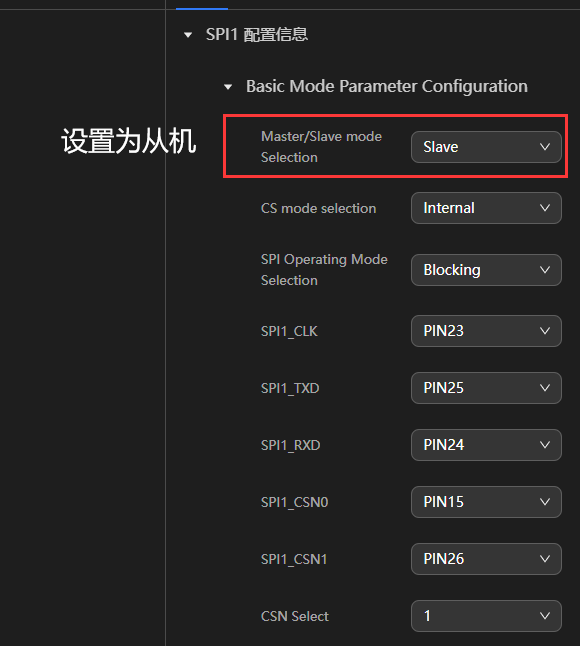 SPI1 配置信息
Basic Mode Parameter Configuration
设置为从机
Master/Slave mode
Selection
Slave
CS mode selection
Internal
SPI Operating Mode
Selection
Blocking
SPI1_CLK
PIN23
SPI1_TXD
PIN25
SPI1_RXD
PIN24
SPI1_CSN0
PIN15
SPI1_CSN1
PIN26
CSN Select
1